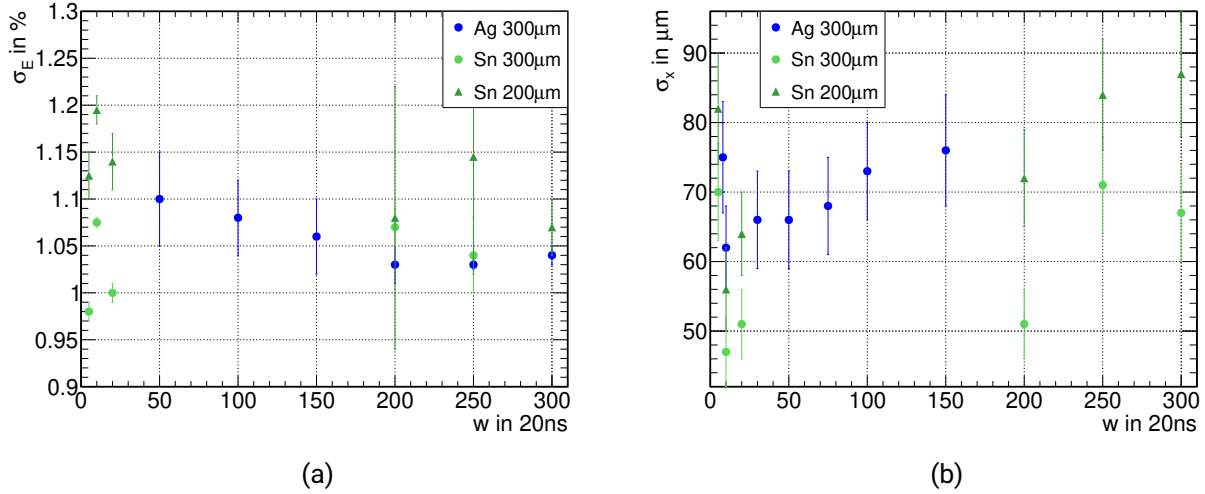 σ_E in %
1.3
1.25
1.2
1.15
1.1
1.05
1
0.95
0.9
Ag 300μm
Sn 300μm
Sn 200μm
0 50 100 150 200 250 300
w in 20ns
(a)
σ_x in μm
90
80
70
60
50
Ag 300μm
Sn 300μm
Sn 200μm
0 50 100 150 200 250 300
w in 20ns
(b)